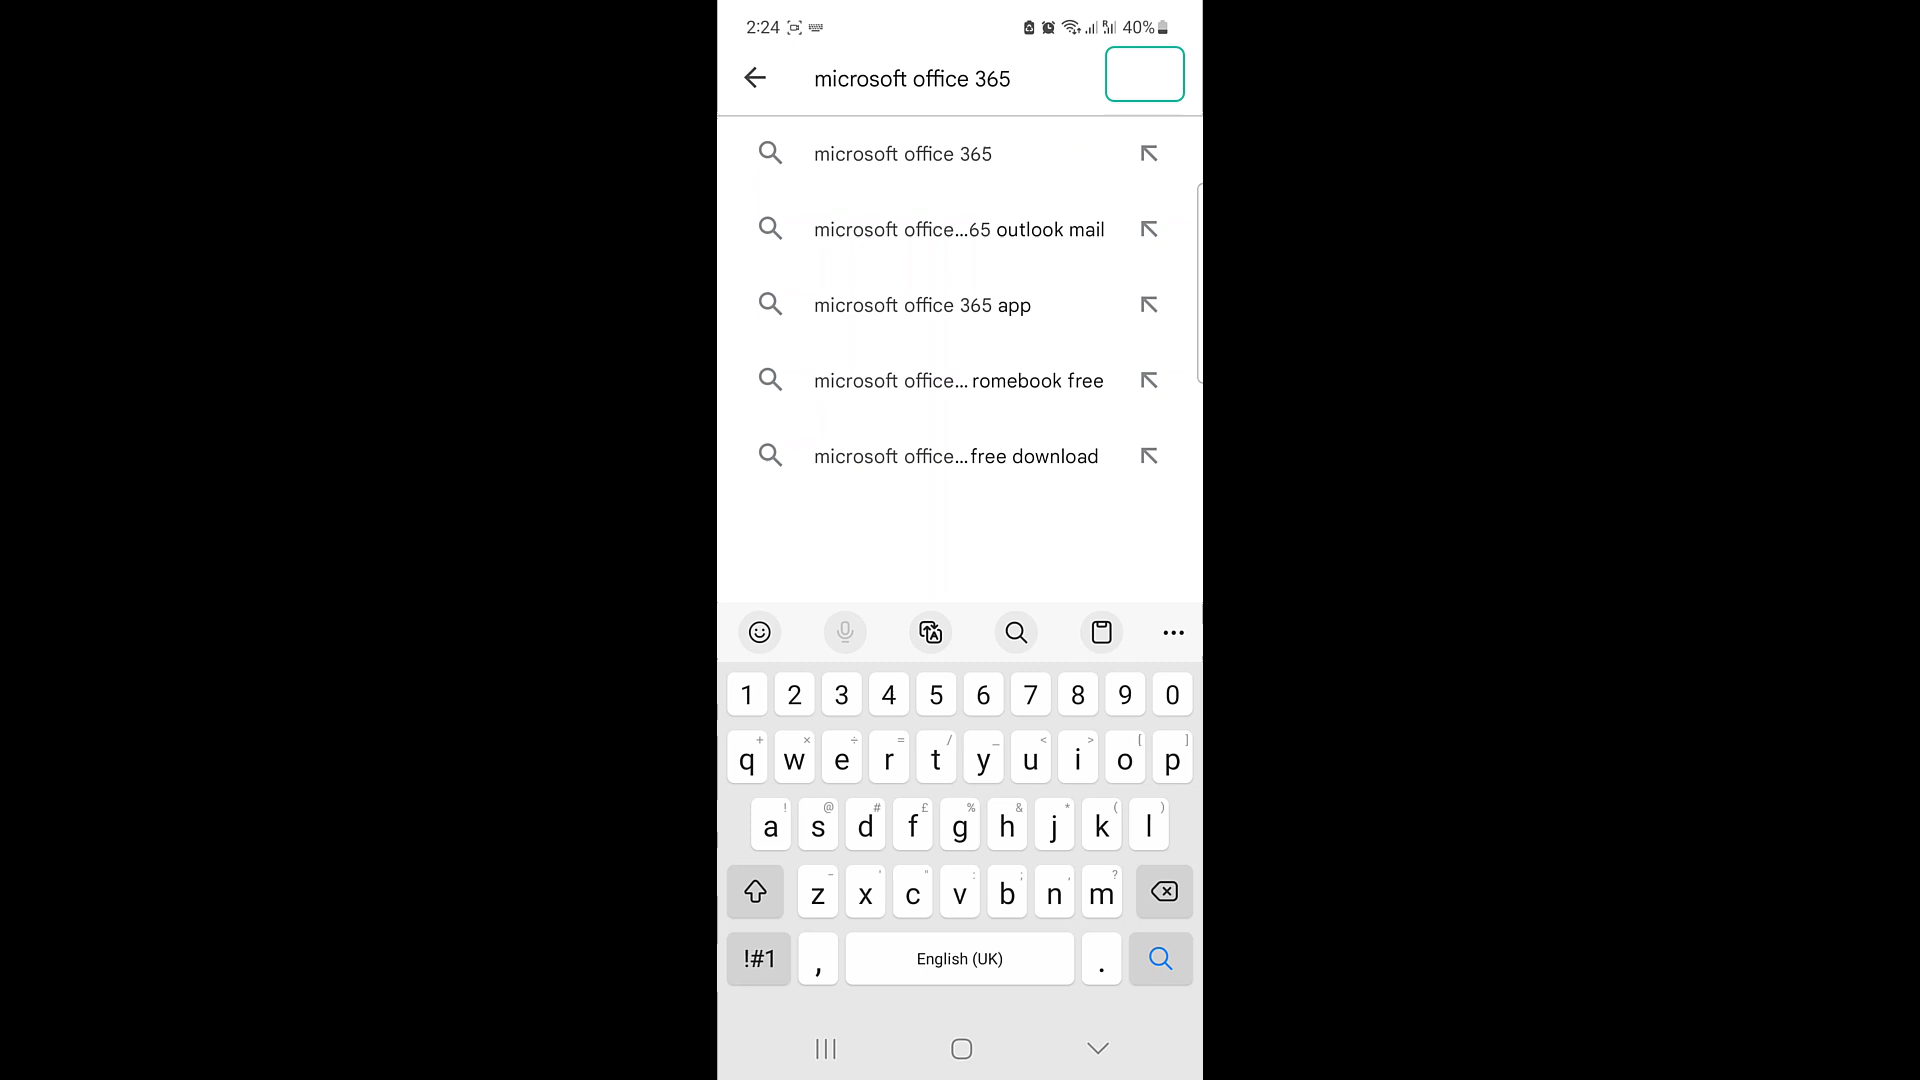 2:24 40%
microsoft office 365
microsoft office 365
microsoft office...65 outlook mail
microsoft office 365 app
microsoft office... romebook free
microsoft office...free download
1 2 3 4 5 6 7 8 9 0
+ × ÷ = / _ < > [ ]
q w e r t y u i o p
! @ # £ % & * ( )
a s d f g h j k l
- ' " : ; , ?
z x c v b n m
!#1 , English (UK) .